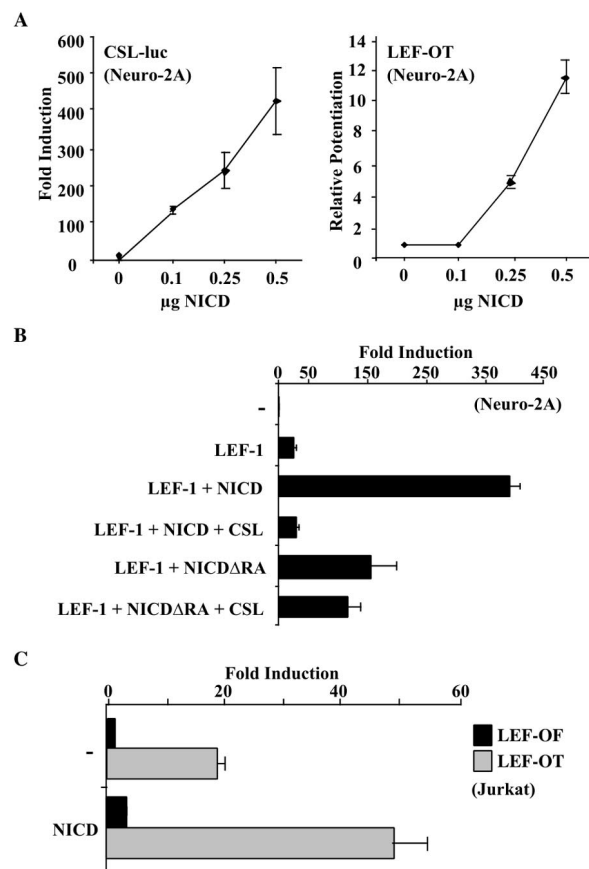 A
CSL-luc
(Neuro-2A)
Fold Induction
600
500
400
300
200
100
0
0 0.1 0.25 0.5
µg NICD
LEF-OT
(Neuro-2A)
Relative Potentiation
14
12
10
8
6
4
2
0
0 0.1 0.25 0.5
µg NICD
B
Fold Induction
0 50 150 250 350 450
(Neuro-2A)
-
LEF-1
LEF-1 + NICD
LEF-1 + NICD + CSL
LEF-1 + NICDΔRA
LEF-1 + NICDΔRA + CSL
C
Fold Induction
0 20 40 60
-
NICD
LEF-OF
LEF-OT
(Jurkat)